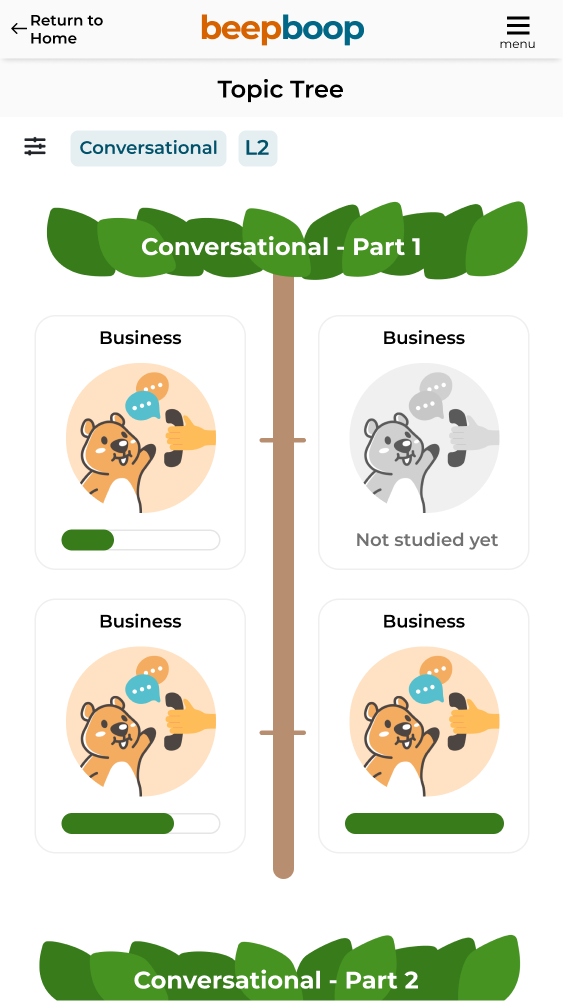 Return to
Home
beepboop
menu
Topic Tree
Conversational
L2
Conversational - Part 1
Business
Business
Not studied yet
Business
Business
Conversational - Part 2